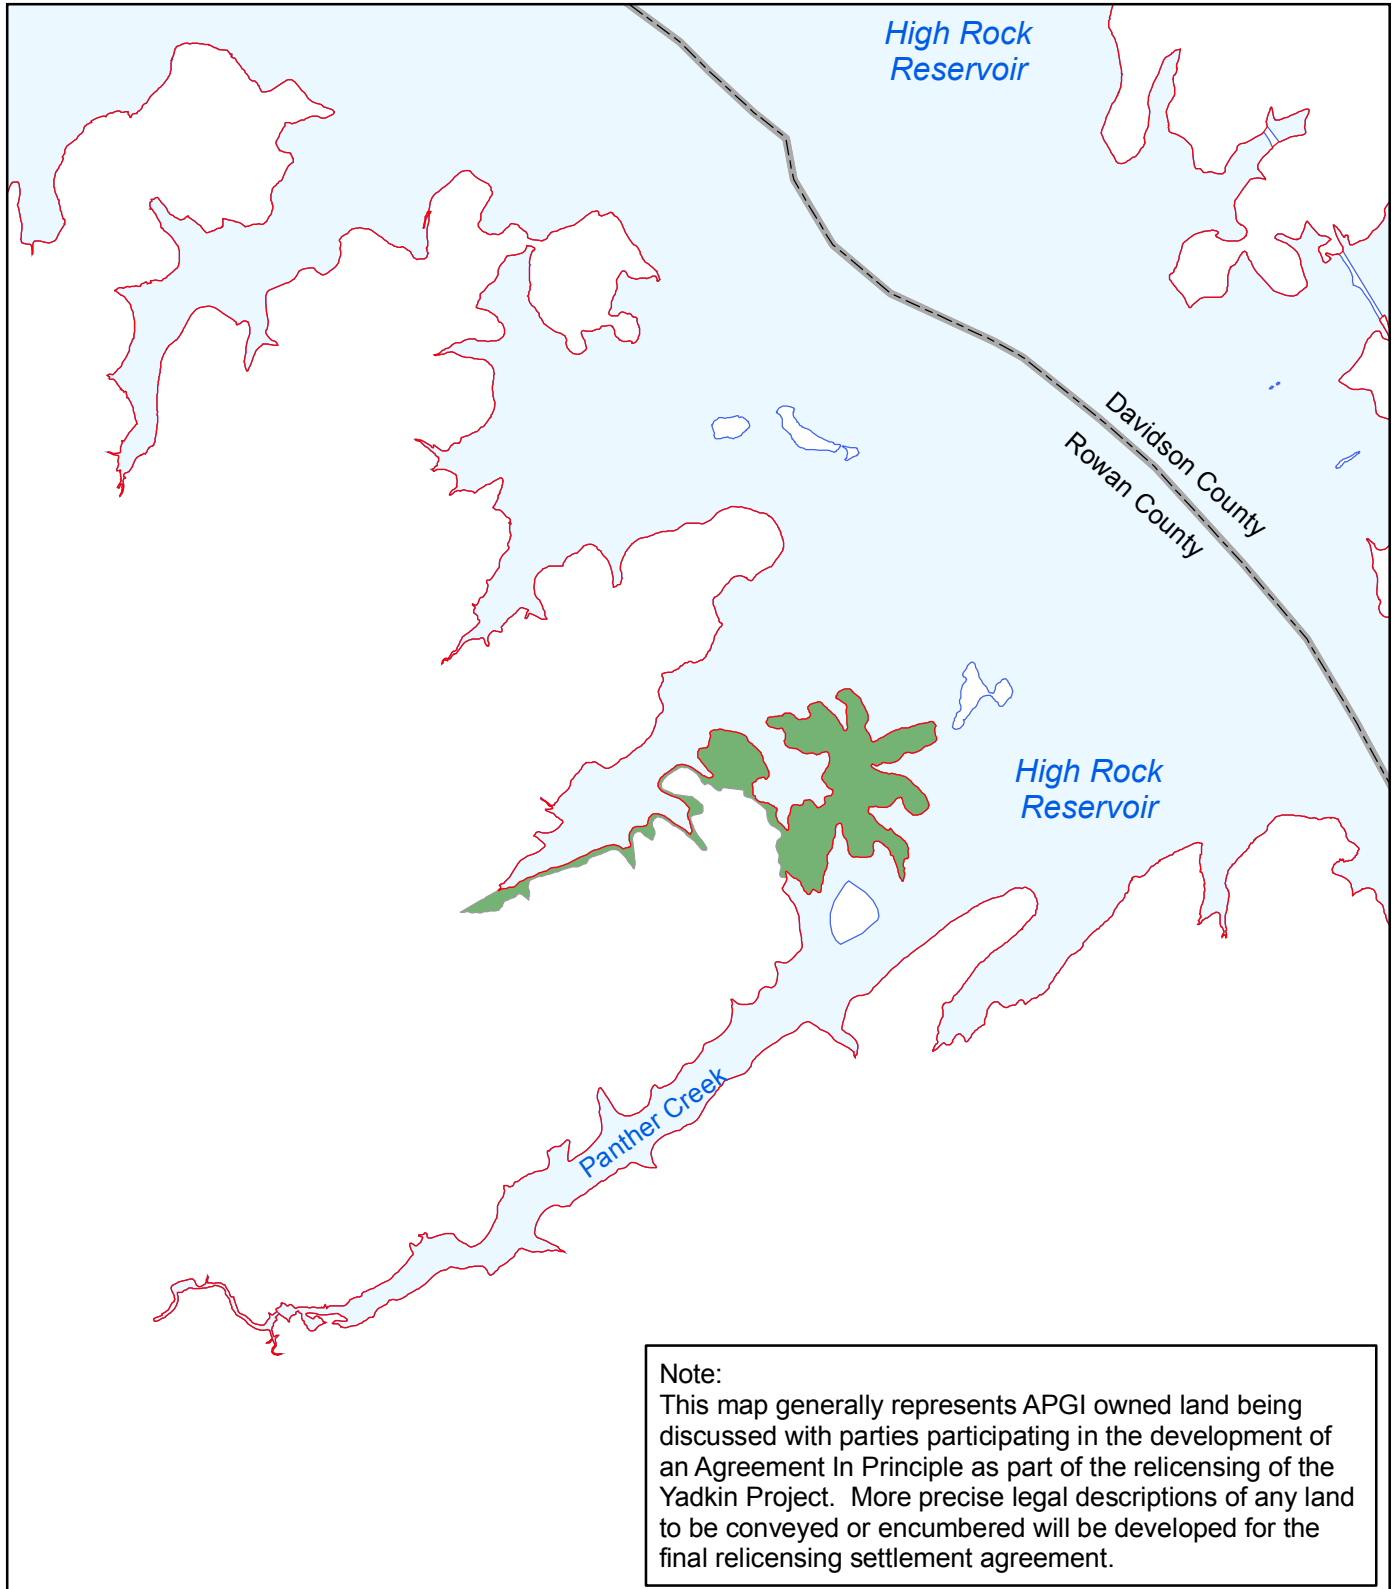 High Rock
Reservoir
Davidson County
Rowan County
High Rock
Reservoir
Panther Creek
Note:
This map generally represents APGI owned land being
discussed with parties participating in the development of
an Agreement In Principle as part of the relicensing of the
Yadkin Project.  More precise legal descriptions of any land
to be conveyed or encumbered will be developed for the
final relicensing settlement agreement.